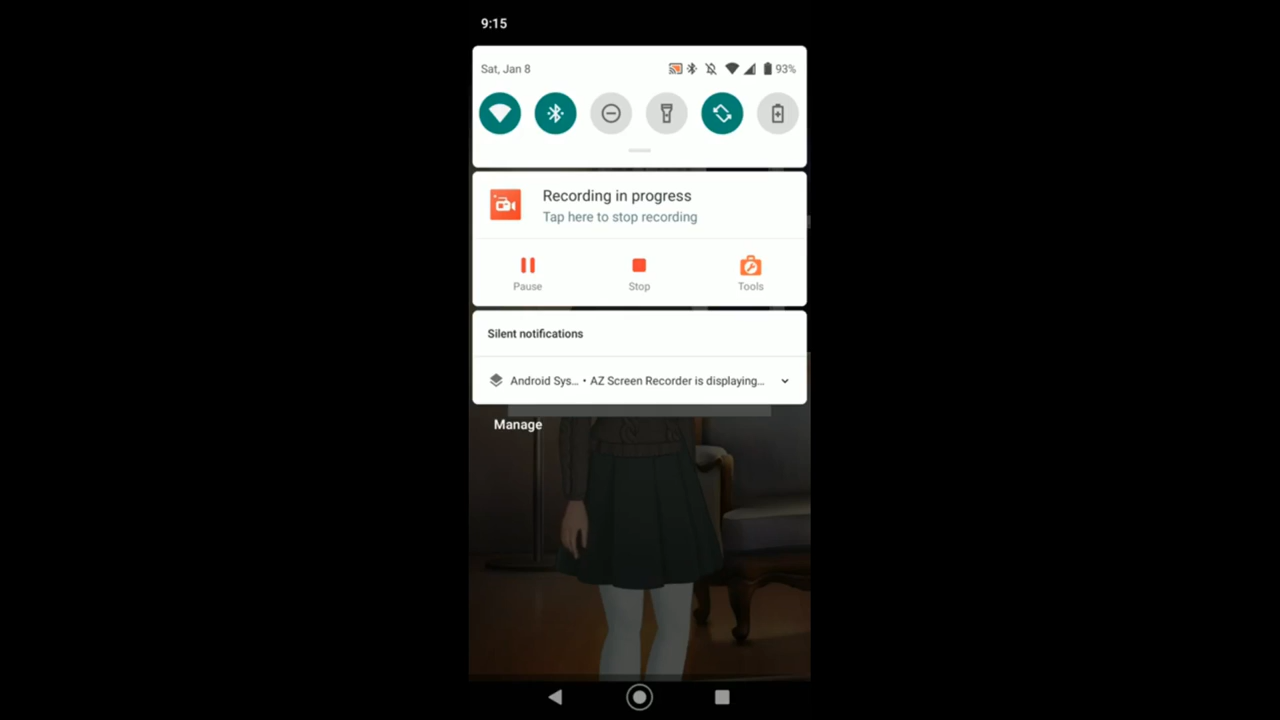 9:15
Sat, Jan 8
93%
Recording in progress
Tap here to stop recording
Pause
Stop
Tools
Silent notifications
Android Sys... • AZ Screen Recorder is displaying...
Manage